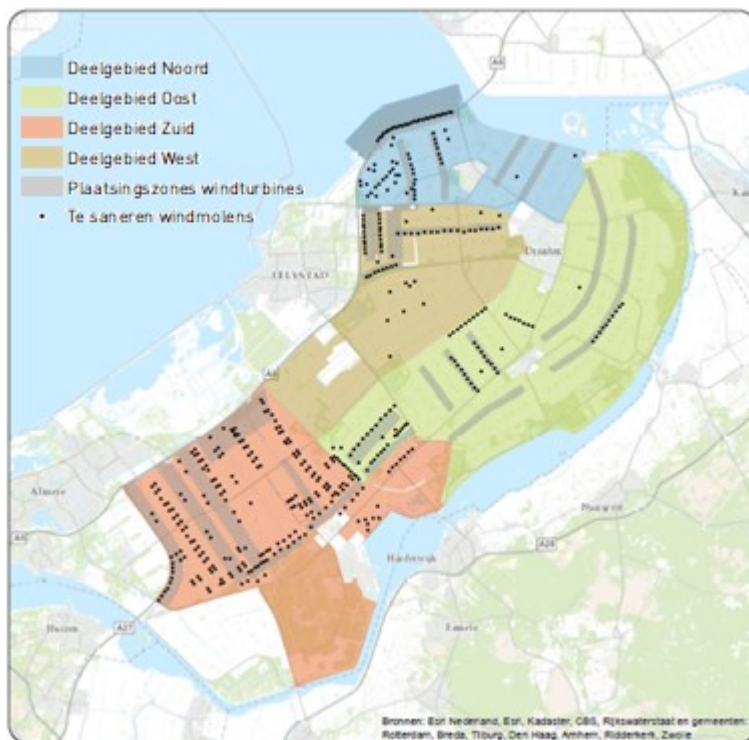 Deelgebied Noord
Deelgebied Oost
Deelgebied Zuid
Deelgebied West
Plaatsingszones windturbines
Te saneren windmolens
A6
LELYSTAD
Dronten
A6
Almere
A6
A27
Huizen
Harderwijk
Nunspeet
A28
Ermelo
Bronnen: Esri Nederland, Esri, Kadaster, CBS, Rijkswaterstaat en gemeenten:
Rotterdam, Breda, Tilburg, Den Haag, Arnhem, Ridderkerk, Zwolle